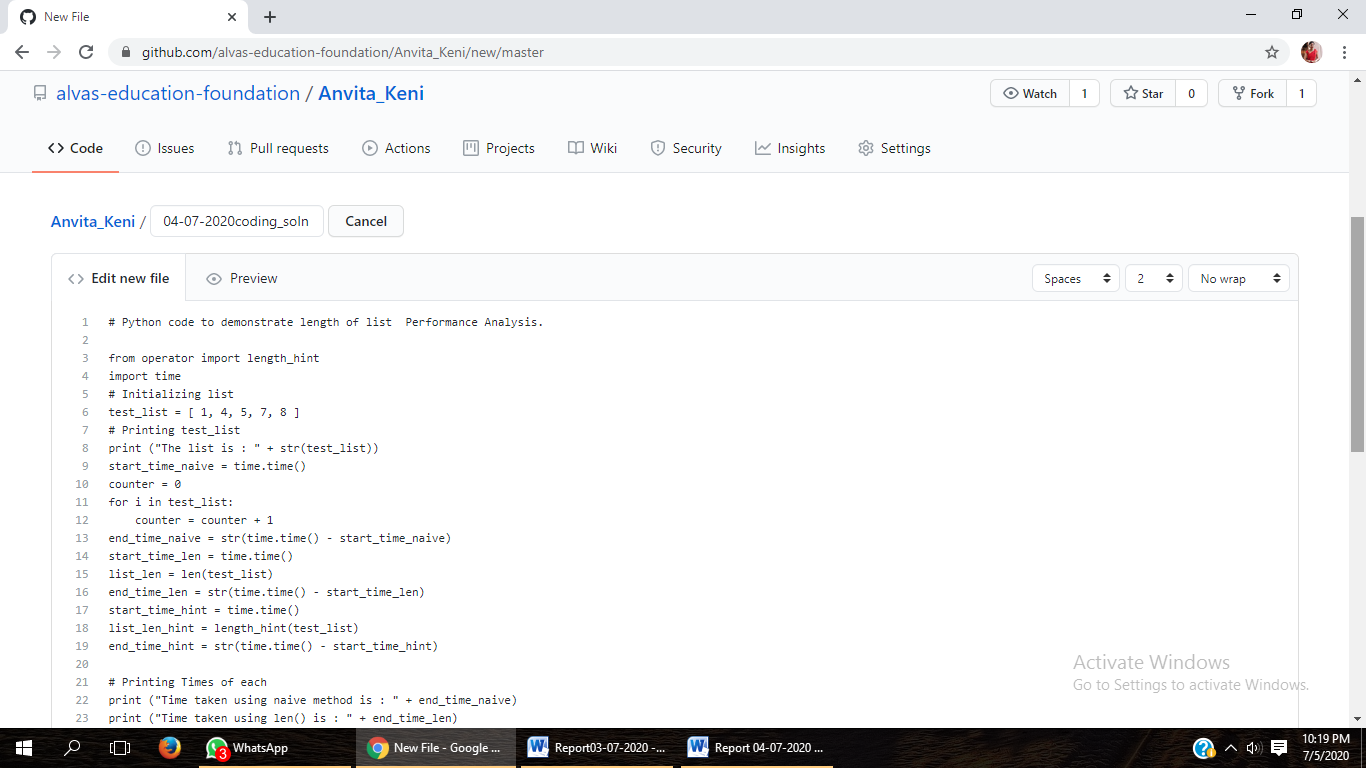 New File
github.com/alvas-education-foundation/Anvita_Keni/new/master
alvas-education-foundation / Anvita_Keni
Watch 1 Star 0 Fork 1
Code Issues Pull requests Actions Projects Wiki Security Insights Settings
Anvita_Keni / 04-07-2020coding_soln Cancel
Edit new file Preview Spaces 2 No wrap
1 # Python code to demonstrate length of list  Performance Analysis.
2
3 from operator import length_hint
4 import time
5 # Initializing list
6 test_list = [ 1, 4, 5, 7, 8 ]
7 # Printing test_list
8 print ("The list is : " + str(test_list))
9 start_time_naive = time.time()
10 counter = 0
11 for i in test_list:
12     counter = counter + 1
13 end_time_naive = str(time.time() - start_time_naive)
14 start_time_len = time.time()
15 list_len = len(test_list)
16 end_time_len = str(time.time() - start_time_len)
17 start_time_hint = time.time()
18 list_len_hint = length_hint(test_list)
19 end_time_hint = str(time.time() - start_time_hint)
20
21 # Printing Times of each
22 print ("Time taken using naive method is : " + end_time_naive)
23 print ("Time taken using len() is : " + end_time_len)
Activate Windows
Go to Settings to activate Windows.
3 WhatsApp New File - Google ... Report03-07-2020 -... Report 04-07-2020 ...
10:19 PM
7/5/2020